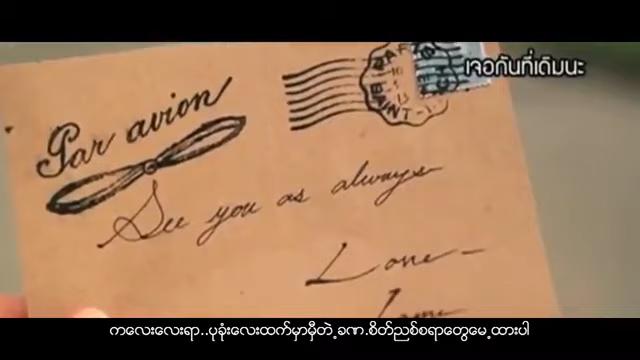 เจอกันที่เดิมนะ
Par avion
See you as always
Love
ကလေးလေးရာ..ပုခုံးလေးထက်မှာမှီတဲ့ခဏ.စိတ်ညစ်စရာတွေမေ့ထားပါ